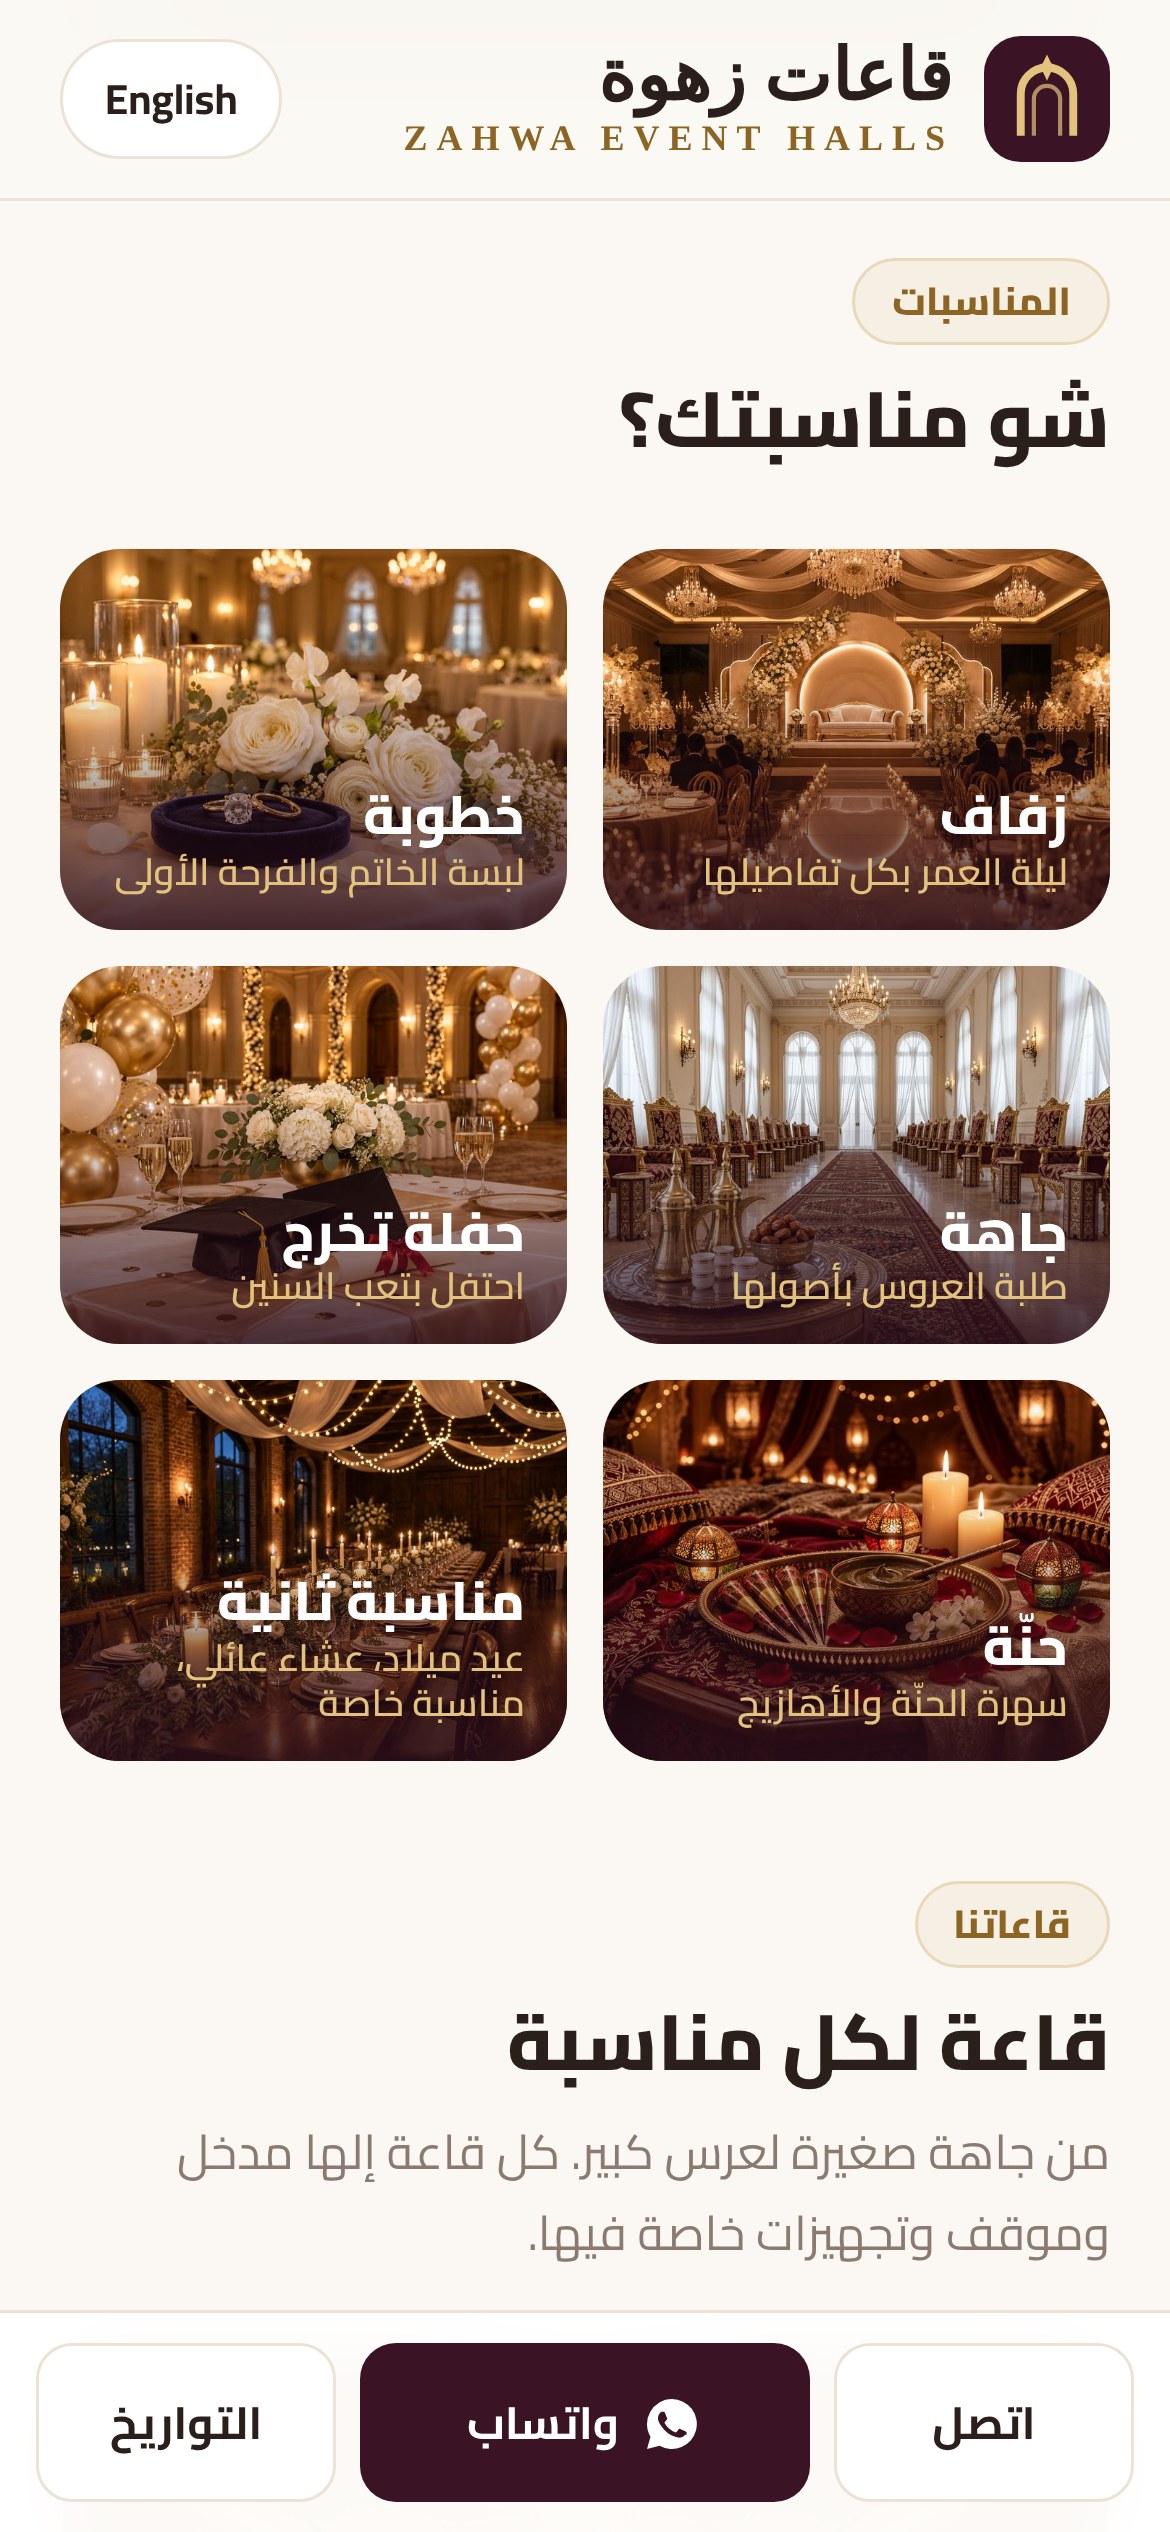 قاعات زهوة
ZAHWA EVENT HALLS
English
المناسبات
شو مناسبتك؟
زفاف
ليلة العمر بكل تفاصيلها
خطوبة
لبسة الخاتم والفرحة الأولى
جاهة
طلبة العروس بأصولها
حفلة تخرج
احتفل بتعب السنين
حنّة
سهرة الحنّة والأهازيج
مناسبة ثانية
عيد ميلاد، عشاء عائلي،
مناسبة خاصة
قاعاتنا
قاعة لكل مناسبة
من جاهة صغيرة لعرس كبير. كل قاعة إلها مدخل
وموقف وتجهيزات خاصة فيها.
اتصل
واتساب
التواريخ